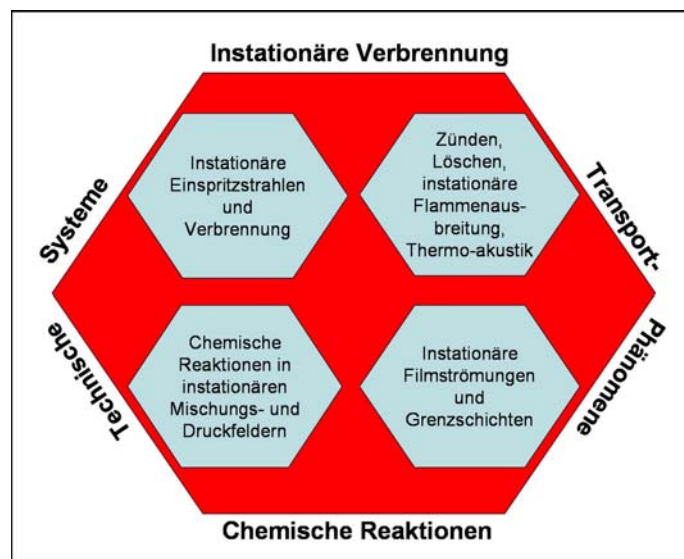 Instationäre Verbrennung
Systeme
Technische
Transport-
Phänomene
Instationäre
Einspritzstrahlen
und
Verbrennung
Zünden,
Löschen,
instationäre
Flammenaus-
breitung,
Thermo-akustik
Chemische
Reaktionen in
instationären
Mischungs- und
Druckfeldern
Instationäre
Filmströmungen
und
Grenzschichten
Chemische Reaktionen